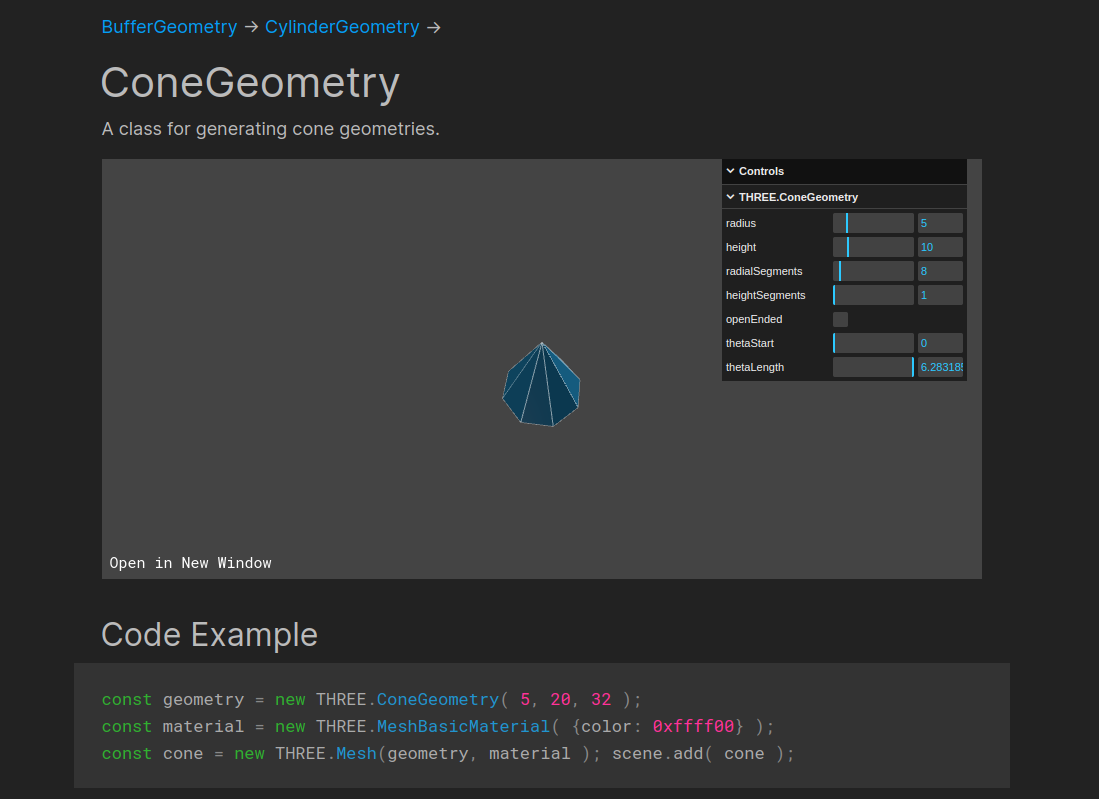 BufferGeometry → CylinderGeometry →
ConeGeometry
A class for generating cone geometries.
Controls
THREE.ConeGeometry
radius 5
height 10
radialSegments 8
heightSegments 1
openEnded
thetaStart 0
thetaLength 6.283185
Open in New Window
Code Example
const geometry = new THREE.ConeGeometry( 5, 20, 32 );
const material = new THREE.MeshBasicMaterial( {color: 0xffff00} );
const cone = new THREE.Mesh(geometry, material ); scene.add( cone );